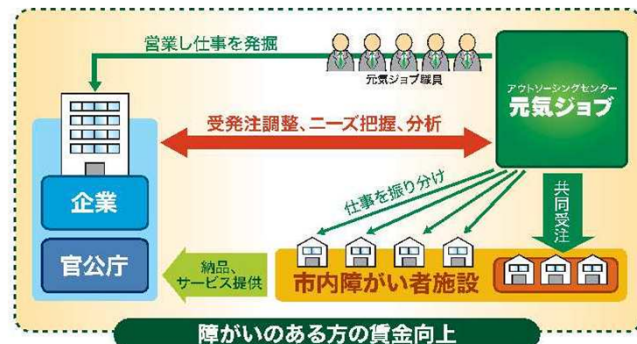 営業し仕事を発掘
元気ジョブ職員
アウトソーシングセンター
元気ジョブ
受発注調整、ニーズ把握、分析
企業
官公庁
仕事を振り分け
共同受注
納品、
サービス提供
市内障がい者施設
障がいのある方の賃金向上